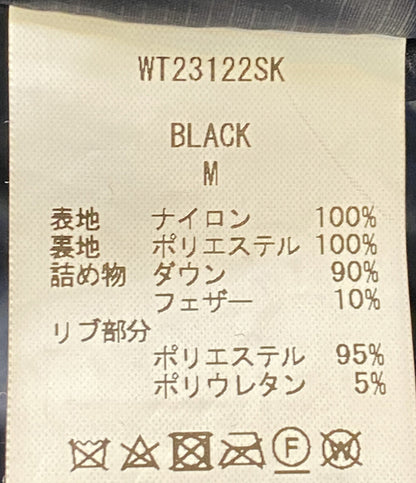 WT23122SK
BLACK
M
表地 ナイロン 100%
裏地 ポリエステル 100%
詰め物 ダウン 90%
フェザー 10%
リブ部分
ポリエステル 95%
ポリウレタン 5%
F W